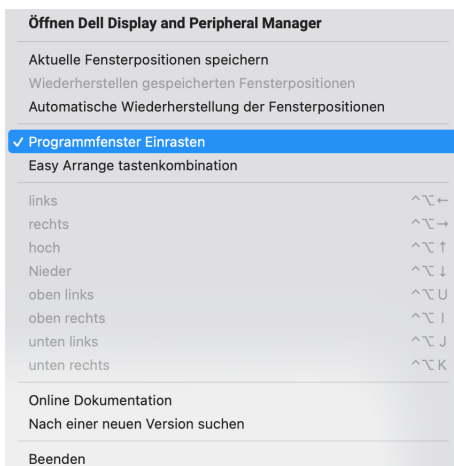 Öffnen Dell Display and Peripheral Manager
Aktuelle Fensterpositionen speichern
Wiederherstellen gespeicherten Fensterpositionen
Automatische Wiederherstellung der Fensterpositionen
✓ Programmfenster Einrasten
Easy Arrange tastenkombination
links ^⌥←
rechts ^⌥→
hoch ^⌥↑
Nieder ^⌥↓
oben links ^⌥U
oben rechts ^⌥I
unten links ^⌥J
unten rechts ^⌥K
Online Dokumentation
Nach einer neuen Version suchen
Beenden